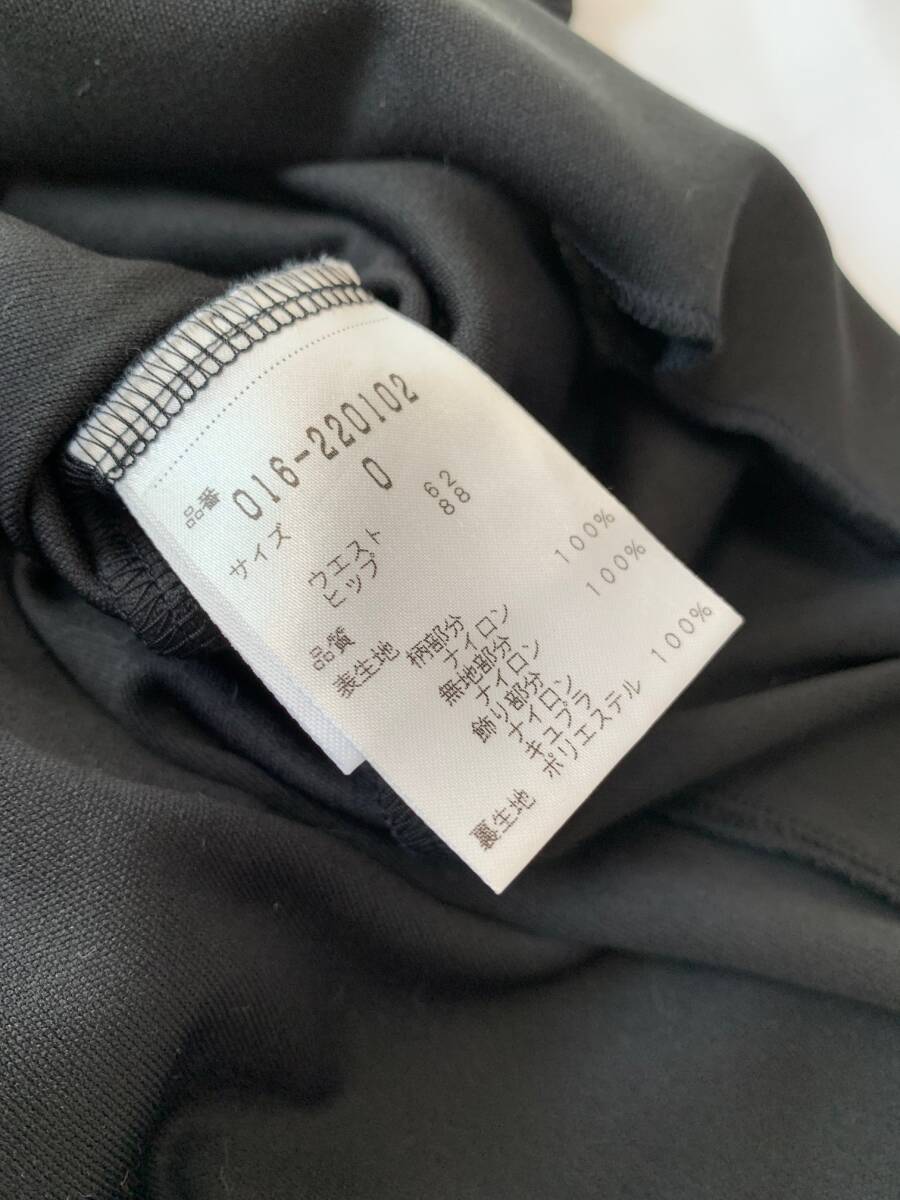 品番 016-220102
サイズ 0
ウエスト 62
ヒップ 88
品質
表生地 柄部分
ナイロン 100%
無地部分
ナイロン 100%
飾り部分
ナイロン
キュプラ
裏生地 ポリエステル 100%